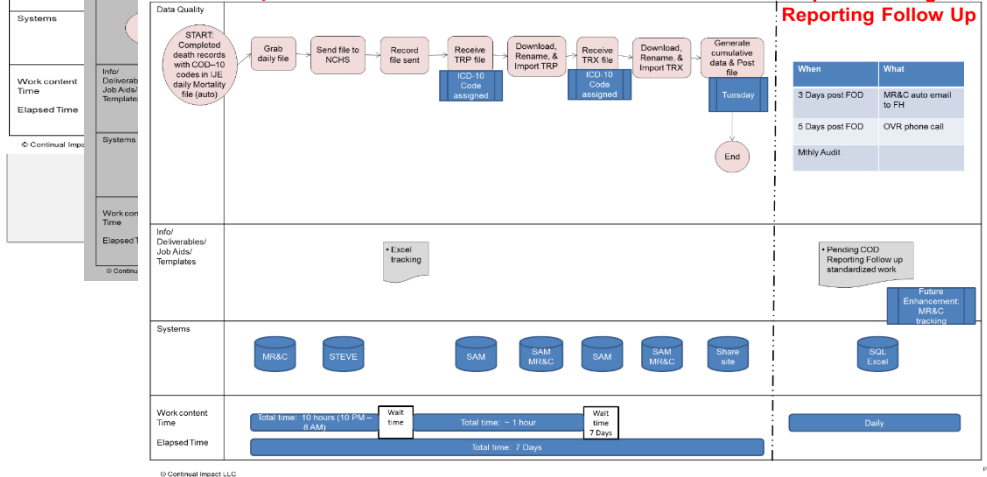 Reporting Follow Up
Data Quality
START:
Completed
death records
with COD–10
codes in IJE
daily Mortality
file (auto)
Grab
daily file
Send file to
NCHS
Record
file sent
Receive
TRP file
ICD-10
Code
assigned
Download,
Rename, &
Import TRP
Receive
TRX file
ICD-10
Code
assigned
Download,
Rename, &
Import TRX
Generate
cumulative
data & Post
file
Tuesday
End
When
What
3 Days post FOD
MR&C auto email
to FH
5 Days post FOD
OVR phone call
Mthly Audit
Info/
Deliverables/
Job Aids/
Templates
• Excel
tracking
• Pending COD
Reporting Follow up
standardized work
Future
Enhancement:
MR&C
tracking
Systems
MR&C
STEVE
SAM
SAM
MR&C
SAM
SAM
MR&C
Share
site
SQL
Excel
Work content
Time
Elapsed Time
Total time: 10 hours (10 PM –
8 AM)
Wait
time
Total time: ~ 1 hour
Wait
time
7 Days
Daily
Total time: 7 Days
© Continual Impact LLC
P
Systems
Work content
Time
Elapsed Time
© Continual Impa
Info/
Deliverab
Job Aids/
Template
Systems
Work con
Time
Elapsed T
© Continu